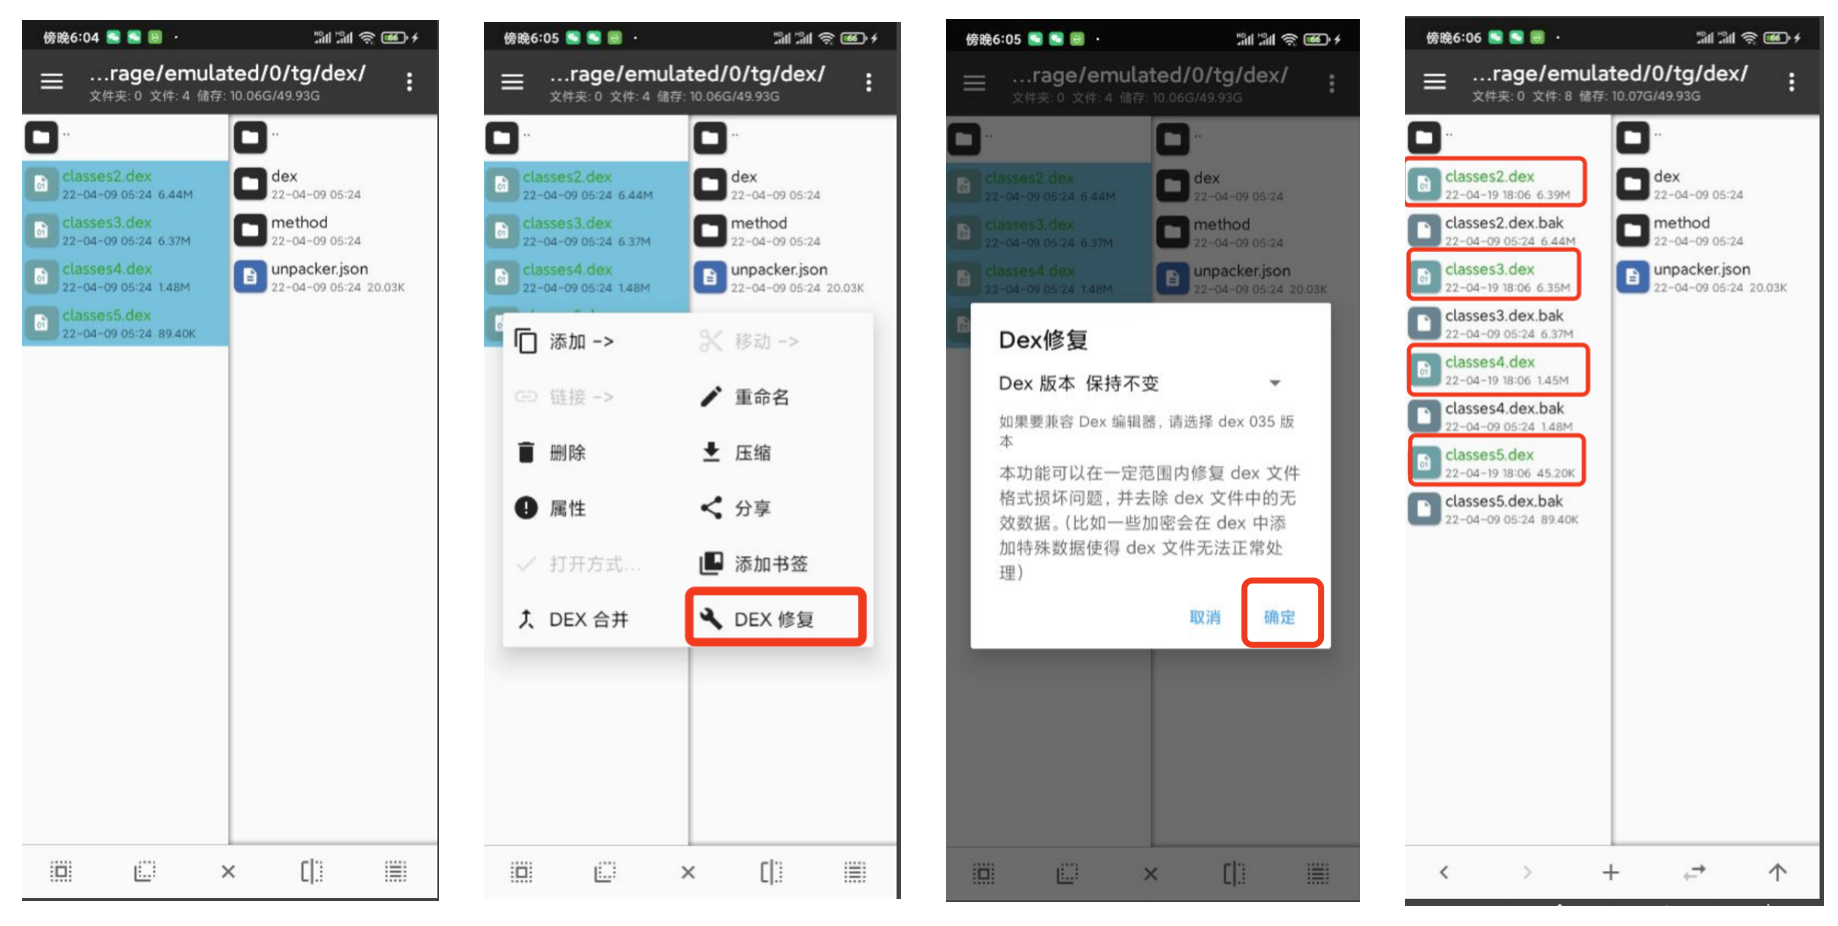 傍晚6:04
...rage/emulated/0/tg/dex/
文件夹: 0 文件: 4 储存: 10.06G/49.93G
..
classes2.dex
22-04-09 05:24 6.44M
classes3.dex
22-04-09 05:24 6.37M
classes4.dex
22-04-09 05:24 1.48M
classes5.dex
22-04-09 05:24 89.40K
..
dex
22-04-09 05:24
method
22-04-09 05:24
unpacker.json
22-04-09 05:24 20.03K
傍晚6:05
...rage/emulated/0/tg/dex/
文件夹: 0 文件: 4 储存: 10.06G/49.93G
..
classes2.dex
22-04-09 05:24 6.44M
classes3.dex
22-04-09 05:24 6.37M
classes4.dex
22-04-09 05:24 1.48M
..
dex
22-04-09 05:24
method
22-04-09 05:24
unpacker.json
22-04-09 05:24 20.03K
添加 -> 移动 ->
链接 -> 重命名
删除 压缩
属性 分享
打开方式... 添加书签
DEX 合并 DEX 修复
傍晚6:05
...rage/emulated/0/tg/dex/
文件夹: 0 文件: 4 储存: 10.06G/49.93G
..
classes2.dex
22-04-09 05:24 6.44M
classes3.dex
22-04-09 05:24 6.37M
classes4.dex
22-04-09 05:24 1.48M
..
dex
22-04-09 05:24
method
22-04-09 05:24
unpacker.json
22-04-09 05:24 20.03K
Dex修复
Dex 版本 保持不变
如果要兼容 Dex 编辑器, 请选择 dex 035 版
本
本功能可以在一定范围内修复 dex 文件
格式损坏问题, 并去除 dex 文件中的无
效数据。(比如一些加密会在 dex 中添
加特殊数据使得 dex 文件无法正常处
理)
取消 确定
傍晚6:06
...rage/emulated/0/tg/dex/
文件夹: 0 文件: 8 储存: 10.07G/49.93G
..
classes2.dex
22-04-19 18:06 6.39M
classes2.dex.bak
22-04-09 05:24 6.44M
classes3.dex
22-04-19 18:06 6.35M
classes3.dex.bak
22-04-09 05:24 6.37M
classes4.dex
22-04-19 18:06 1.45M
classes4.dex.bak
22-04-09 05:24 1.48M
classes5.dex
22-04-19 18:06 45.20K
classes5.dex.bak
22-04-09 05:24 89.40K
..
dex
22-04-09 05:24
method
22-04-09 05:24
unpacker.json
22-04-09 05:24 20.03K